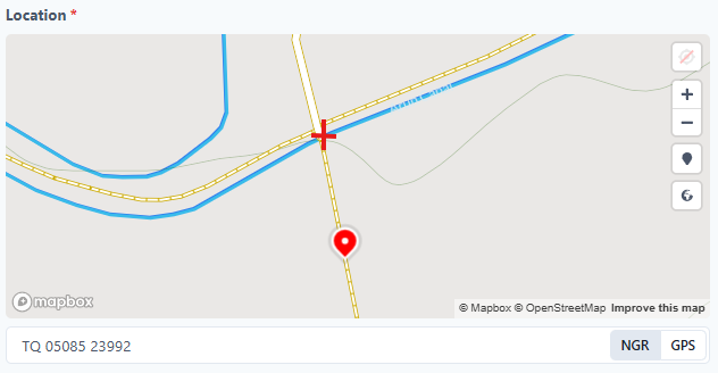 Location *
+
−
mapbox
© Mapbox © OpenStreetMap Improve this map
TQ 05085 23992
NGR GPS